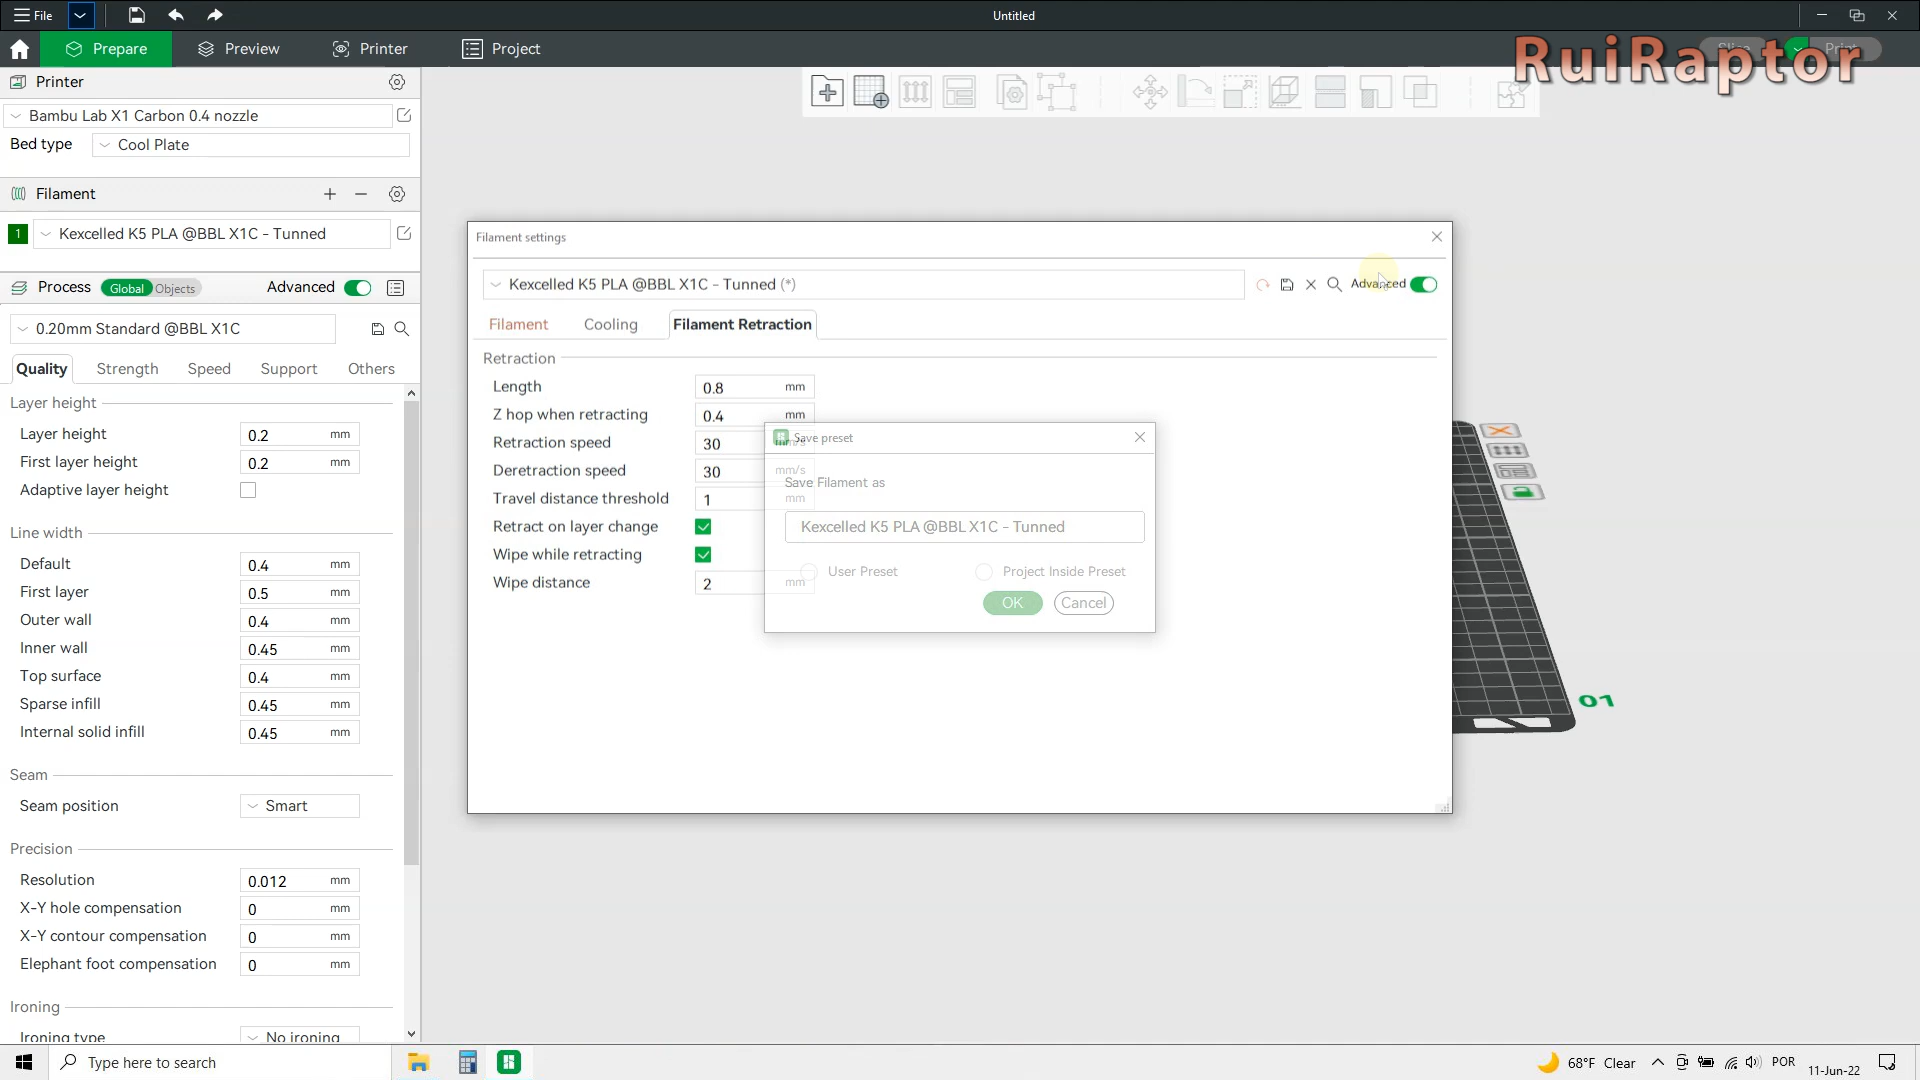 File
Untitled
Prepare
Preview
Printer
Project
Slice
Print
RuiRaptor
Printer
Bambu Lab X1 Carbon 0.4 nozzle
Bed type
Cool Plate
Filament
1
Kexcelled K5 PLA @BBL X1C - Tunned
Process
Global
Objects
Advanced
0.20mm Standard @BBL X1C
Quality
Strength
Speed
Support
Others
Layer height
Layer height 0.2 mm
First layer height 0.2 mm
Adaptive layer height
Line width
Default 0.4 mm
First layer 0.5 mm
Outer wall 0.4 mm
Inner wall 0.45 mm
Top surface 0.4 mm
Sparse infill 0.45 mm
Internal solid infill 0.45 mm
Seam
Seam position Smart
Precision
Resolution 0.012 mm
X-Y hole compensation 0 mm
X-Y contour compensation 0 mm
Elephant foot compensation 0 mm
Ironing
Ironing type No ironing
Filament settings
Kexcelled K5 PLA @BBL X1C - Tunned (*)
Advanced
Filament
Cooling
Filament Retraction
Retraction
Length 0.8 mm
Z hop when retracting 0.4 mm
Retraction speed 30 mm/s
Deretraction speed 30 mm/s
Travel distance threshold 1 mm
Retract on layer change
Wipe while retracting
Wipe distance 2 mm
Save preset
Save Filament as
Kexcelled K5 PLA @BBL X1C - Tunned
User Preset
Project Inside Preset
OK
Cancel
01
Type here to search
68°F Clear
POR
11-Jun-22